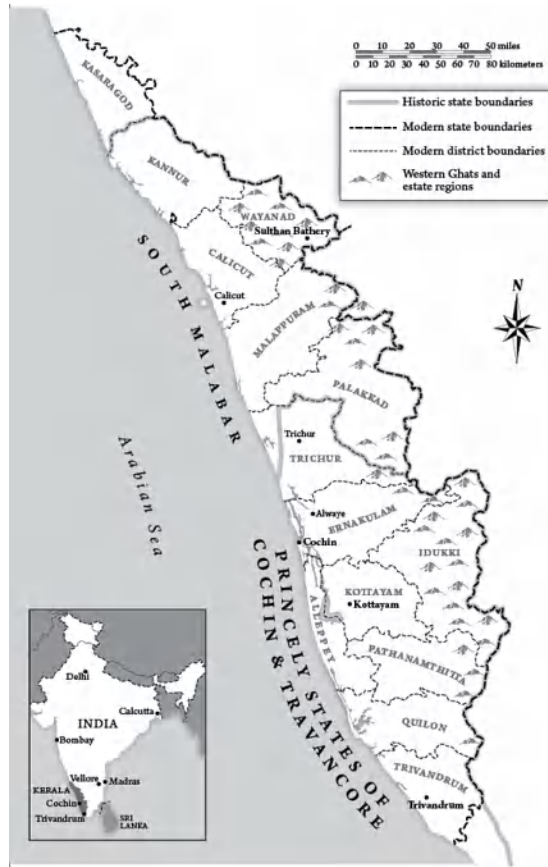 0 10 20 30 40 50 miles
0 10 20 30 40 50 60 70 80 kilometers
Historic state boundaries
Modern state boundaries
Modern district boundaries
Western Ghats and
estate regions
KASARAGOD
KANNUR
WAYANAD
Sulthan Bathery
CALICUT
Calicut
MALAPPURAM
SOUTH MALABAR
N
PALAKKAD
Trichur
TRICHUR
Arabian Sea
Alwaye
ERNAKULAM
Cochin
IDUKKI
PRINCELY STATES OF
COCHIN & TRAVANCORE
KOTTAYAM
Kottayam
ALLEPPEY
PATHANAMTHITTA
QUILON
TRIVANDRUM
Trivandrum
Delhi
INDIA
Calcutta
Bombay
Vellore
Madras
KERALA
Cochin
Trivandrum
SRI
LANKA